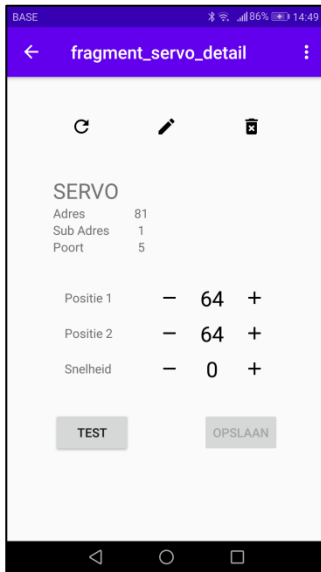 BASE 86% 14:49
fragment_servo_detail
SERVO
Adres 81
Sub Adres 1
Poort 5
Positie 1 − 64 +
Positie 2 − 64 +
Snelheid − 0 +
TEST OPSLAAN